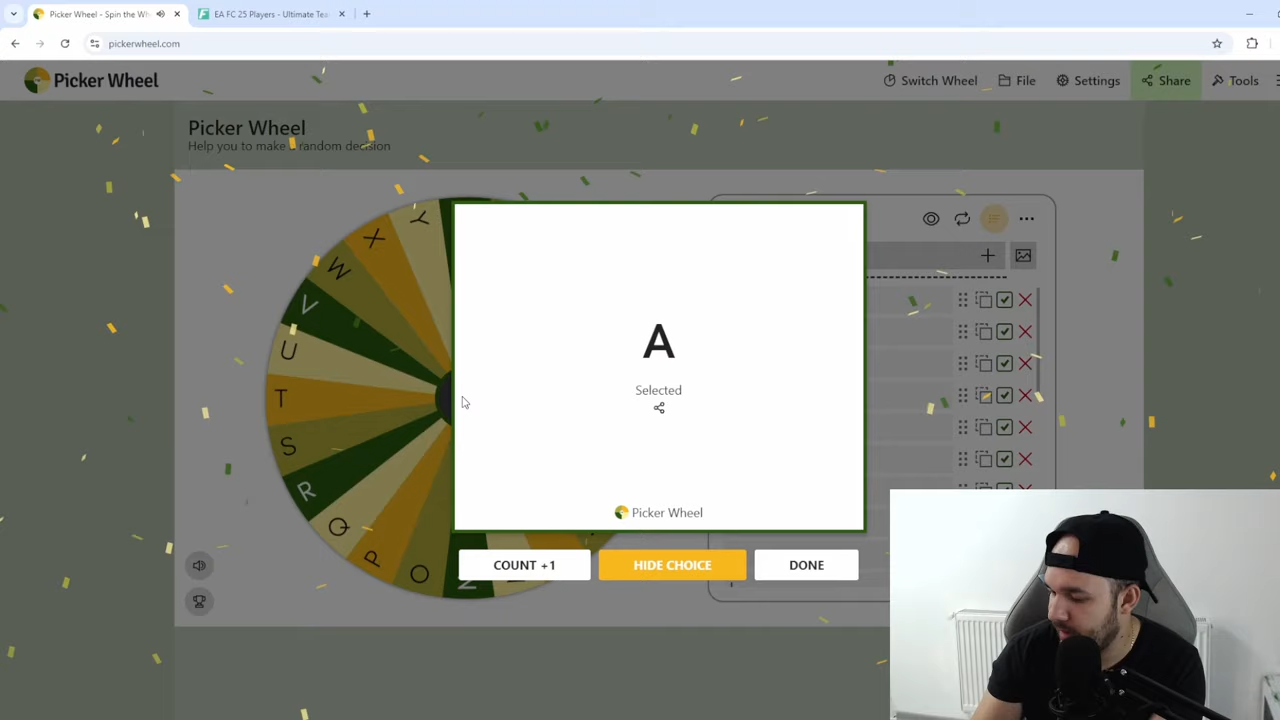 Picker Wheel - Spin the Wh
EA FC 25 Players - Ultimate Tea
pickerwheel.com
Picker Wheel
Switch Wheel
File
Settings
Share
Tools
Picker Wheel
Help you to make a random decision
Y
X
W
V
U
T
S
R
Q
P
O
N
A
Selected
Picker Wheel
COUNT +1
HIDE CHOICE
DONE